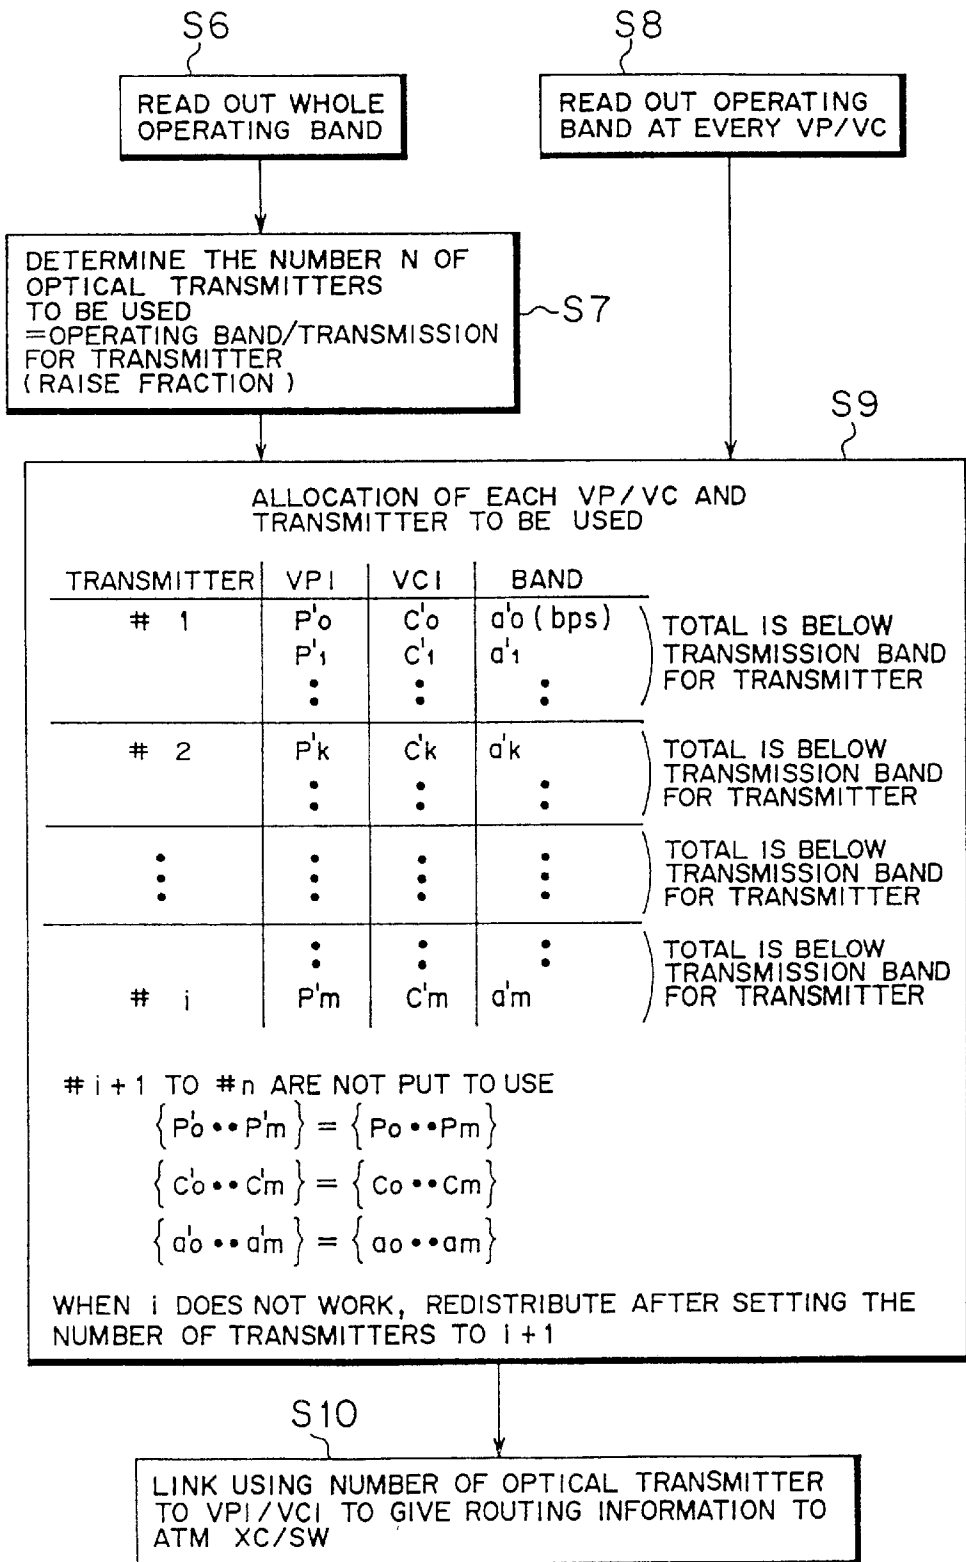 S6
READ OUT WHOLE
OPERATING BAND
S8
READ OUT OPERATING
BAND AT EVERY VP/VC
DETERMINE THE NUMBER N OF
OPTICAL TRANSMITTERS
TO BE USED
=OPERATING BAND/TRANSMISSION
FOR TRANSMITTER
(RAISE FRACTION)
S7
S9
ALLOCATION OF EACH VP/VC AND
TRANSMITTER TO BE USED
TRANSMITTER VPI VCI BAND
# 1 P'o C'o a'o (bps)
P'1 C'1 a'1
TOTAL IS BELOW
TRANSMISSION BAND
FOR TRANSMITTER
# 2 P'k C'k a'k
TOTAL IS BELOW
TRANSMISSION BAND
FOR TRANSMITTER
TOTAL IS BELOW
TRANSMISSION BAND
FOR TRANSMITTER
# i P'm C'm a'm
TOTAL IS BELOW
TRANSMISSION BAND
FOR TRANSMITTER
# i + 1 TO # n ARE NOT PUT TO USE
{P'o •• P'm} = {Po •• Pm}
{C'o •• C'm} = {Co •• Cm}
{a'o •• a'm} = {ao •• am}
WHEN i DOES NOT WORK, REDISTRIBUTE AFTER SETTING THE
NUMBER OF TRANSMITTERS TO i + 1
S10
LINK USING NUMBER OF OPTICAL TRANSMITTER
TO VPI/VCI TO GIVE ROUTING INFORMATION TO
ATM XC/SW